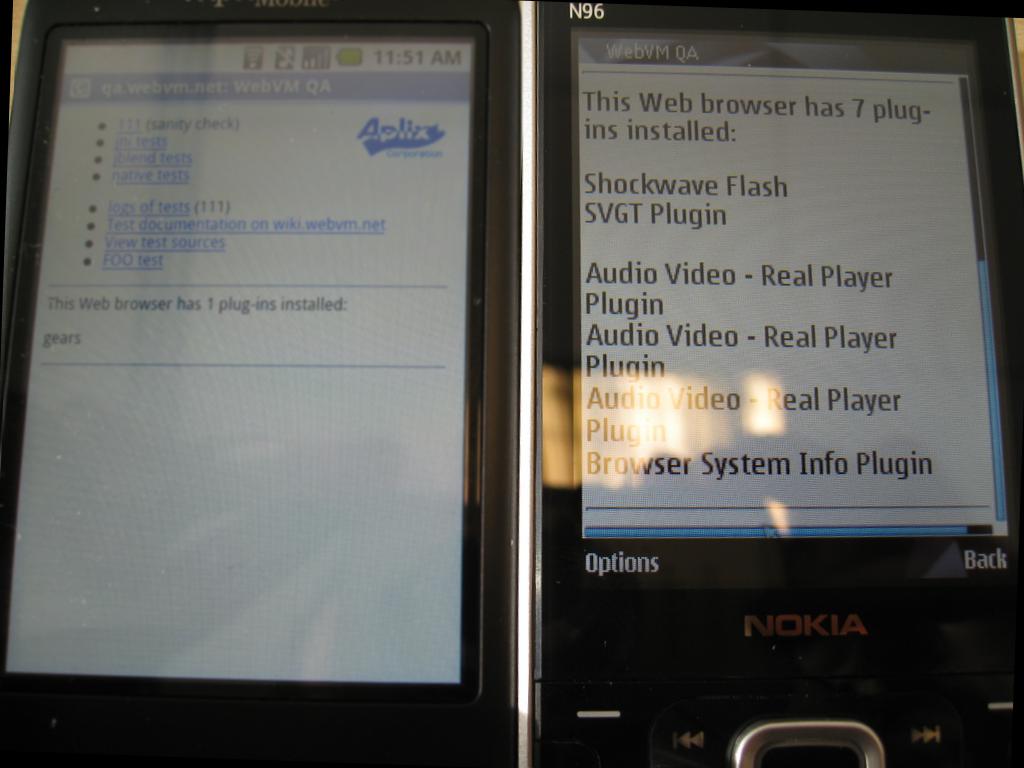 Mobile
11:51 AM
qa.webvm.net: WebVM QA
111 (sanity check)
jni tests
jblend tests
native tests
Aplix
Corporation
logs of tests (111)
Test documentation on wiki.webvm.net
View test sources
FOO test
This Web browser has 1 plug-ins installed:
gears
N96
WebVM QA
This Web browser has 7 plug-
ins installed:
Shockwave Flash
SVGT Plugin
Audio Video - Real Player
Plugin
Audio Video - Real Player
Plugin
Audio Video - Real Player
Plugin
Browser System Info Plugin
Options
Back
NOKIA